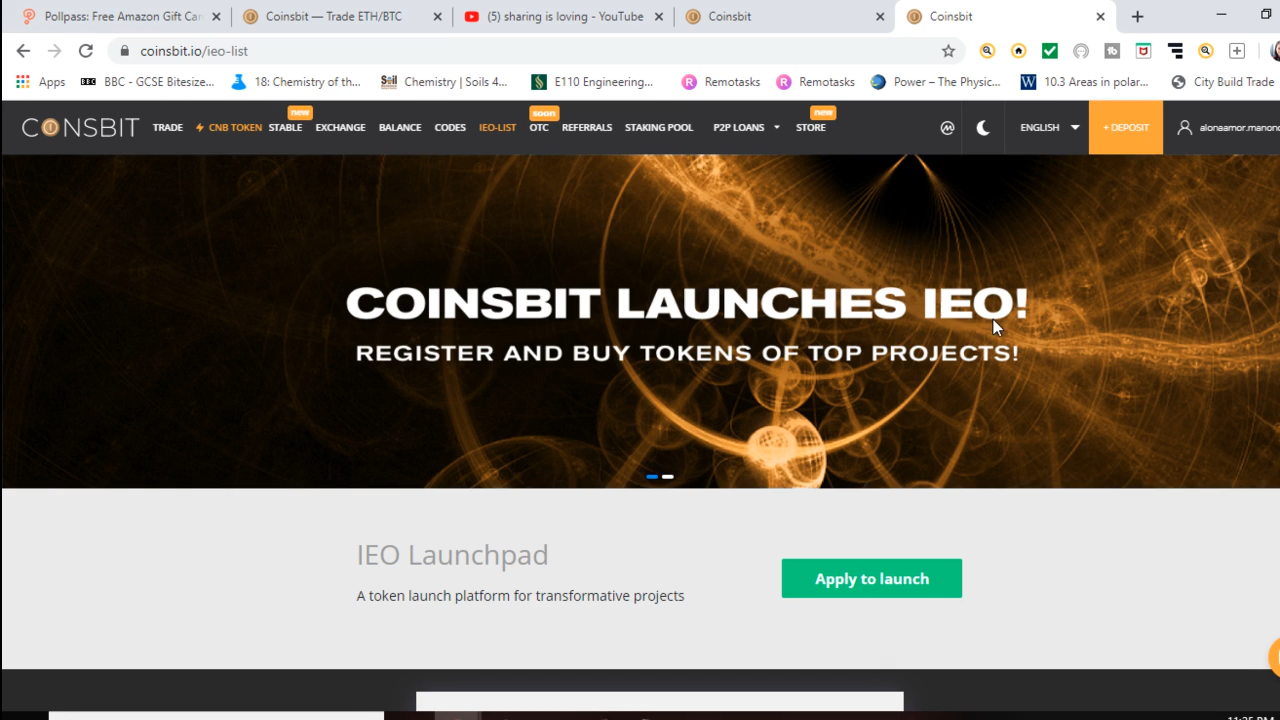 Pollpass: Free Amazon Gift Car
Coinsbit — Trade ETH/BTC
(5) sharing is loving - YouTube
Coinsbit
Coinsbit
coinsbit.io/ieo-list
Apps
BBC
BBC - GCSE Bitesize...
18: Chemistry of th...
Soil
Chemistry | Soils 4...
E110 Engineering...
R
Remotasks
R
Remotasks
Power – The Physic...
W
10.3 Areas in polar...
City Build Trade
new
soon
new
COINSBIT
TRADE
CNB TOKEN
STABLE
EXCHANGE
BALANCE
CODES
IEO-LIST
OTC
REFERRALS
STAKING POOL
P2P LOANS
STORE
ENGLISH
+ DEPOSIT
alonaamor.manond
COINSBIT LAUNCHES IEO!
REGISTER AND BUY TOKENS OF TOP PROJECTS!
IEO Launchpad
Apply to launch
A token launch platform for transformative projects